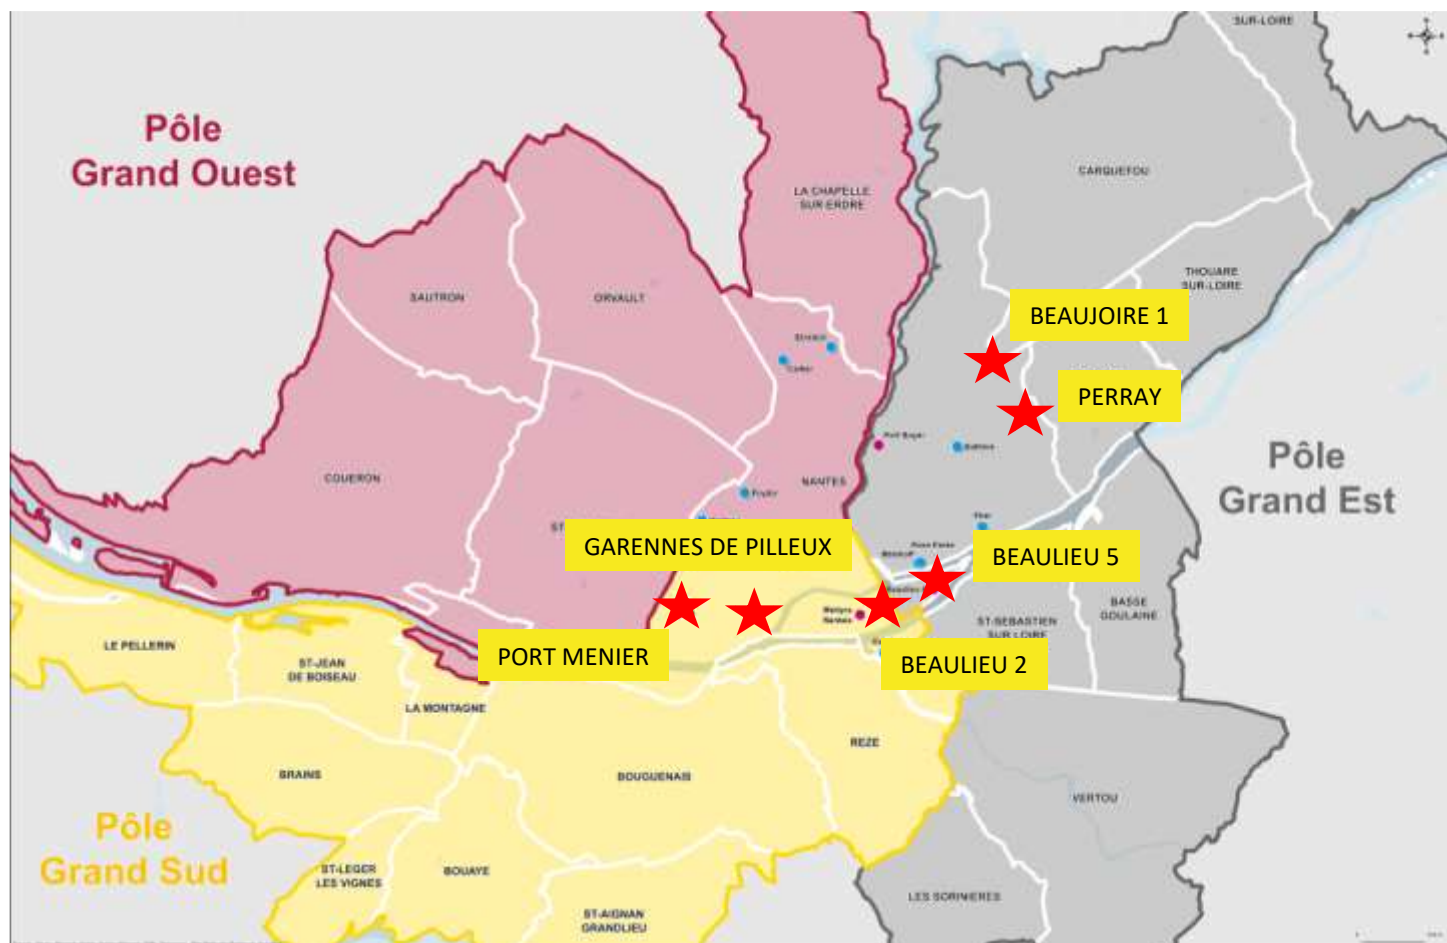 SUR-LOIRE
Pôle
Grand Ouest
CARQUEFOU
LA CHAPELLE
SUR ERDRE
THOUARE
SUR-LOIRE
SAUTRON
ORVAULT
BEAUJOIRE 1
PERRAY
Pôle
Grand Est
COUERON
NANTES
ST
GARENNES DE PILLEUX
BEAULIEU 5
BASSE
GOULAINE
ST-SEBASTIEN
SUR LOIRE
LE PELLERIN
PORT MENIER
BEAULIEU 2
ST-JEAN
DE BOISEAU
LA MONTAGNE
REZE
BRAINS
BOUGUENAIS
VERTOU
Pôle
Grand Sud
ST-LEGER
LES VIGNES
BOUAYE
LES SORINIERES
ST-AIGNAN
GRANDLIEU